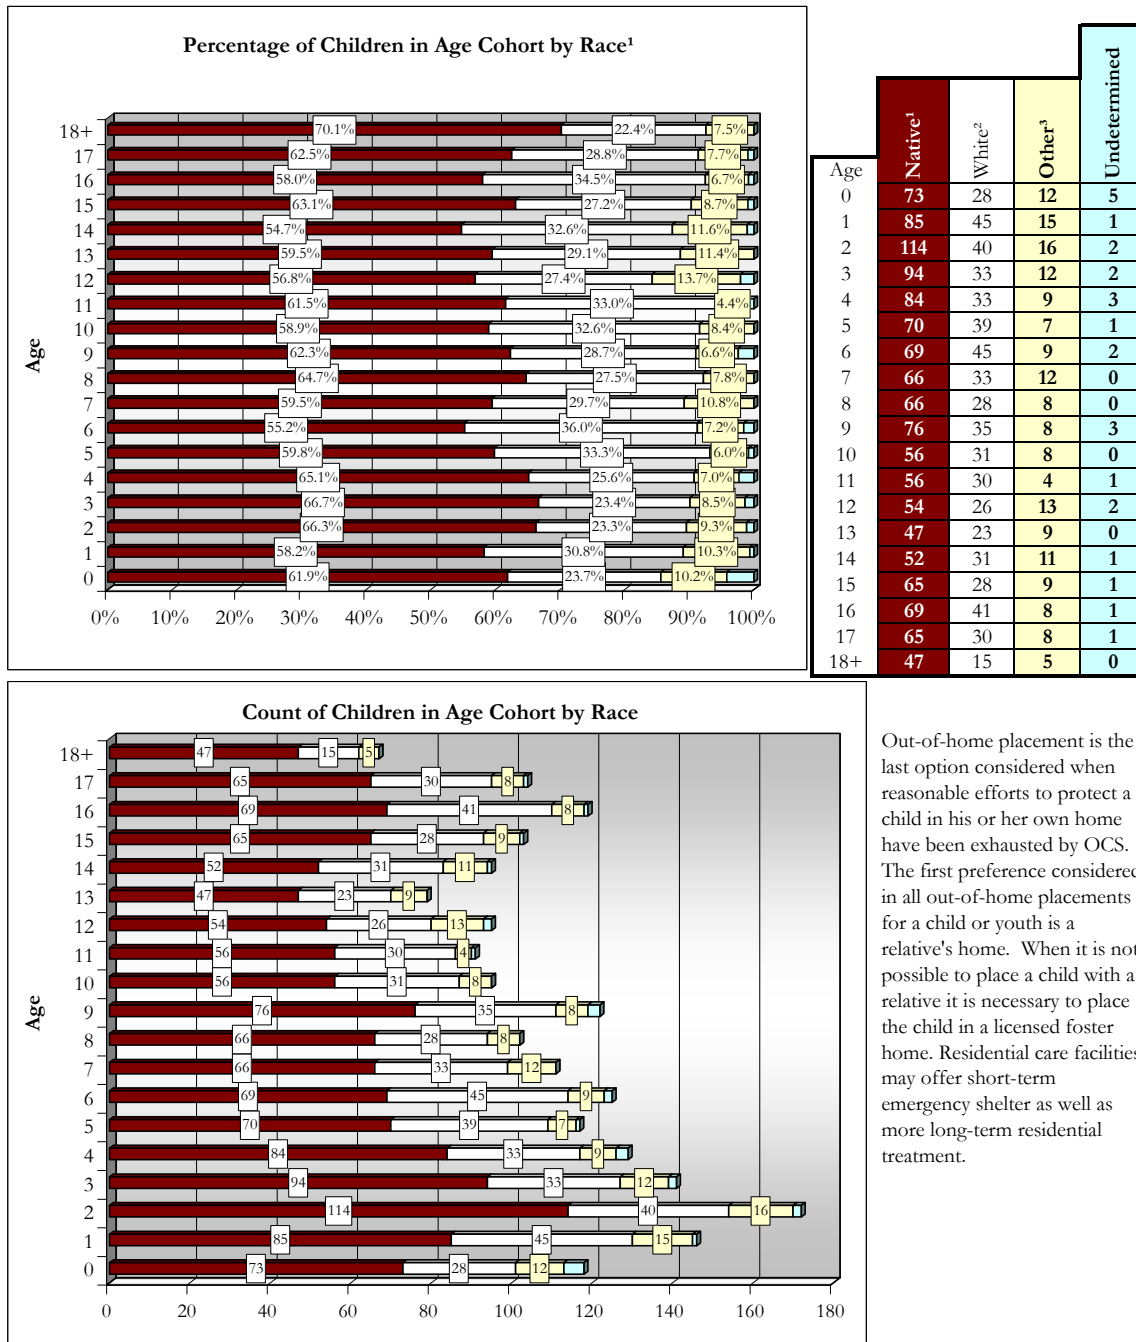 Percentage of Children in Age Cohort by Race¹
Age
18+ 70.1% 22.4% 7.5%
17 62.5% 28.8% 7.7%
16 58.0% 34.5% 6.7%
15 63.1% 27.2% 8.7%
14 54.7% 32.6% 11.6%
13 59.5% 29.1% 11.4%
12 56.8% 27.4% 13.7%
11 61.5% 33.0% 4.4%
10 58.9% 32.6% 8.4%
9 62.3% 28.7% 6.6%
8 64.7% 27.5% 7.8%
7 59.5% 29.7% 10.8%
6 55.2% 36.0% 7.2%
5 59.8% 33.3% 6.0%
4 65.1% 25.6% 7.0%
3 66.7% 23.4% 8.5%
2 66.3% 23.3% 9.3%
1 58.2% 30.8% 10.3%
0 61.9% 23.7% 10.2%
0% 10% 20% 30% 40% 50% 60% 70% 80% 90% 100%
Age Native¹ White² Other³ Undetermined
0 73 28 12 5
1 85 45 15 1
2 114 40 16 2
3 94 33 12 2
4 84 33 9 3
5 70 39 7 1
6 69 45 9 2
7 66 33 12 0
8 66 28 8 0
9 76 35 8 3
10 56 31 8 0
11 56 30 4 1
12 54 26 13 2
13 47 23 9 0
14 52 31 11 1
15 65 28 9 1
16 69 41 8 1
17 65 30 8 1
18+ 47 15 5 0
Count of Children in Age Cohort by Race
Age
18+ 47 15 5
17 65 30 8
16 69 41 8
15 65 28 9
14 52 31 11
13 47 23 9
12 54 26 13
11 56 30 4
10 56 31 8
9 76 35 8
8 66 28 8
7 66 33 12
6 69 45 9
5 70 39 7
4 84 33 9
3 94 33 12
2 114 40 16
1 85 45 15
0 73 28 12
0 20 40 60 80 100 120 140 160 180
Out-of-home placement is the
last option considered when
reasonable efforts to protect a
child in his or her own home
have been exhausted by OCS.
The first preference considered
in all out-of-home placements
for a child or youth is a
relative's home. When it is not
possible to place a child with a
relative it is necessary to place
the child in a licensed foster
home. Residential care facilities
may offer short-term
emergency shelter as well as
more long-term residential
treatment.